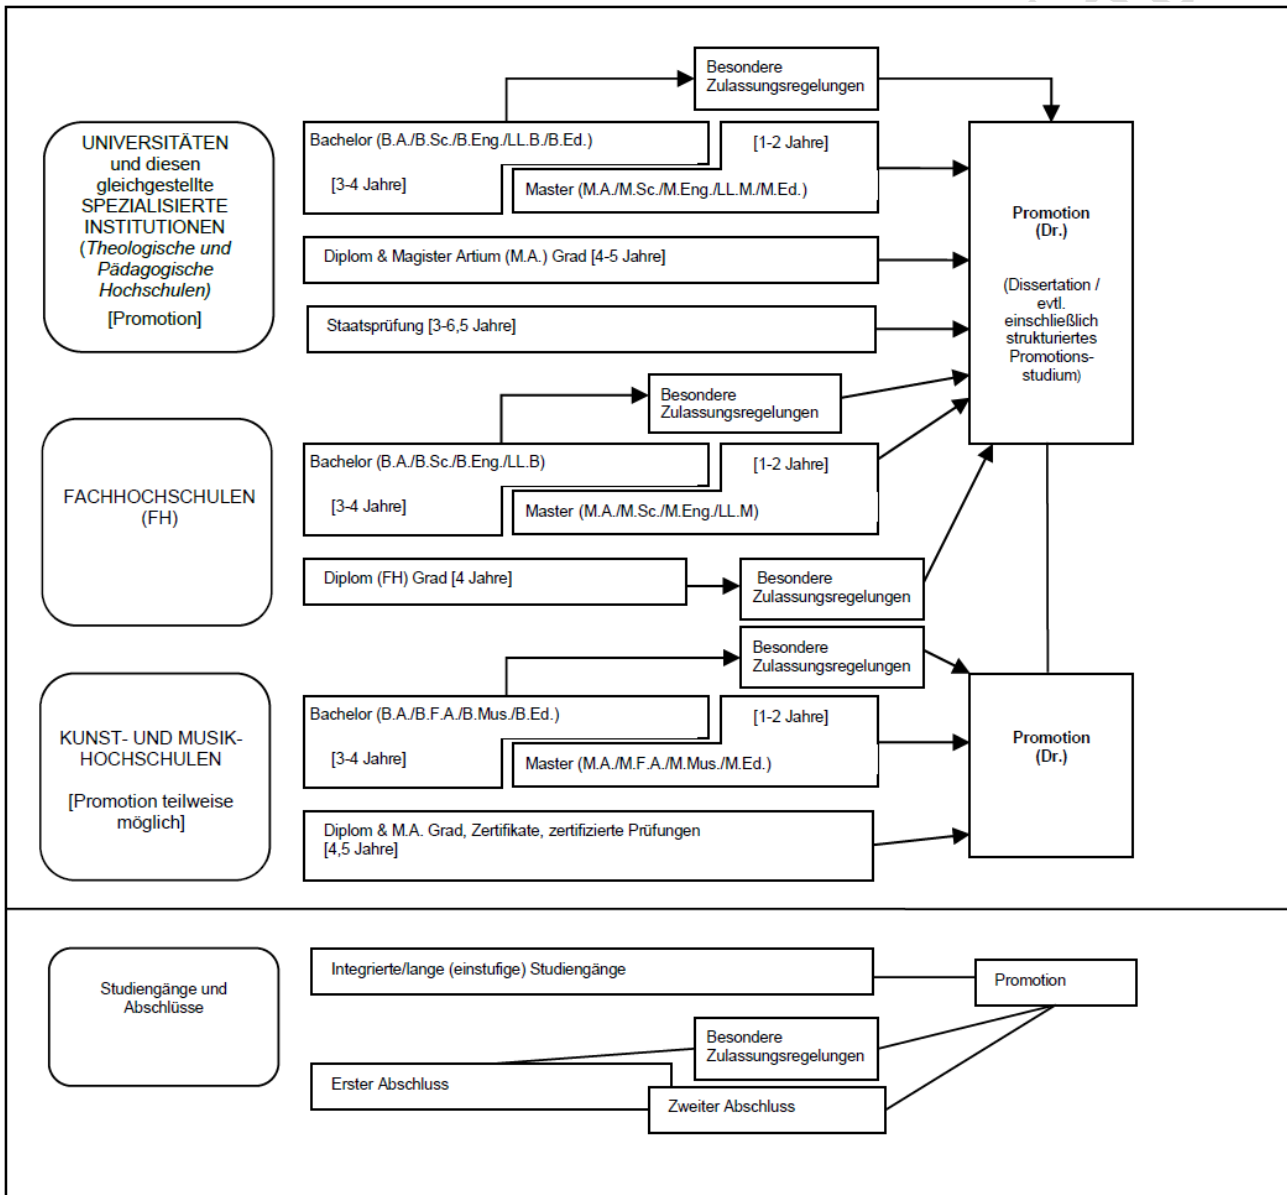 Besondere
Zulassungsregelungen
UNIVERSITÄTEN
und diesen
gleichgestellte
SPEZIALISIERTE
INSTITUTIONEN
(Theologische und
Pädagogische
Hochschulen)
[Promotion]
Bachelor (B.A./B.Sc./B.Eng./LL.B./B.Ed.)
[1-2 Jahre]
[3-4 Jahre]
Master (M.A./M.Sc./M.Eng./LL.M./M.Ed.)
Diplom & Magister Artium (M.A.) Grad [4-5 Jahre]
Staatsprüfung [3-6,5 Jahre]
Promotion
(Dr.)
(Dissertation /
evtl.
einschließlich
strukturiertes
Promotions-
studium)
FACHHOCHSCHULEN
(FH)
Besondere
Zulassungsregelungen
Bachelor (B.A./B.Sc./B.Eng./LL.B)
[1-2 Jahre]
[3-4 Jahre]
Master (M.A./M.Sc./M.Eng./LL.M)
Diplom (FH) Grad [4 Jahre]
Besondere
Zulassungsregelungen
KUNST- UND MUSIK-
HOCHSCHULEN
[Promotion teilweise
möglich]
Besondere
Zulassungsregelungen
Bachelor (B.A./B.F.A./B.Mus./B.Ed.)
[1-2 Jahre]
[3-4 Jahre]
Master (M.A./M.F.A./M.Mus./M.Ed.)
Diplom & M.A. Grad, Zertifikate, zertifizierte Prüfungen
[4,5 Jahre]
Promotion
(Dr.)
Studiengänge und
Abschlüsse
Integrierte/lange (einstufige) Studiengänge
Promotion
Besondere
Zulassungsregelungen
Erster Abschluss
Zweiter Abschluss